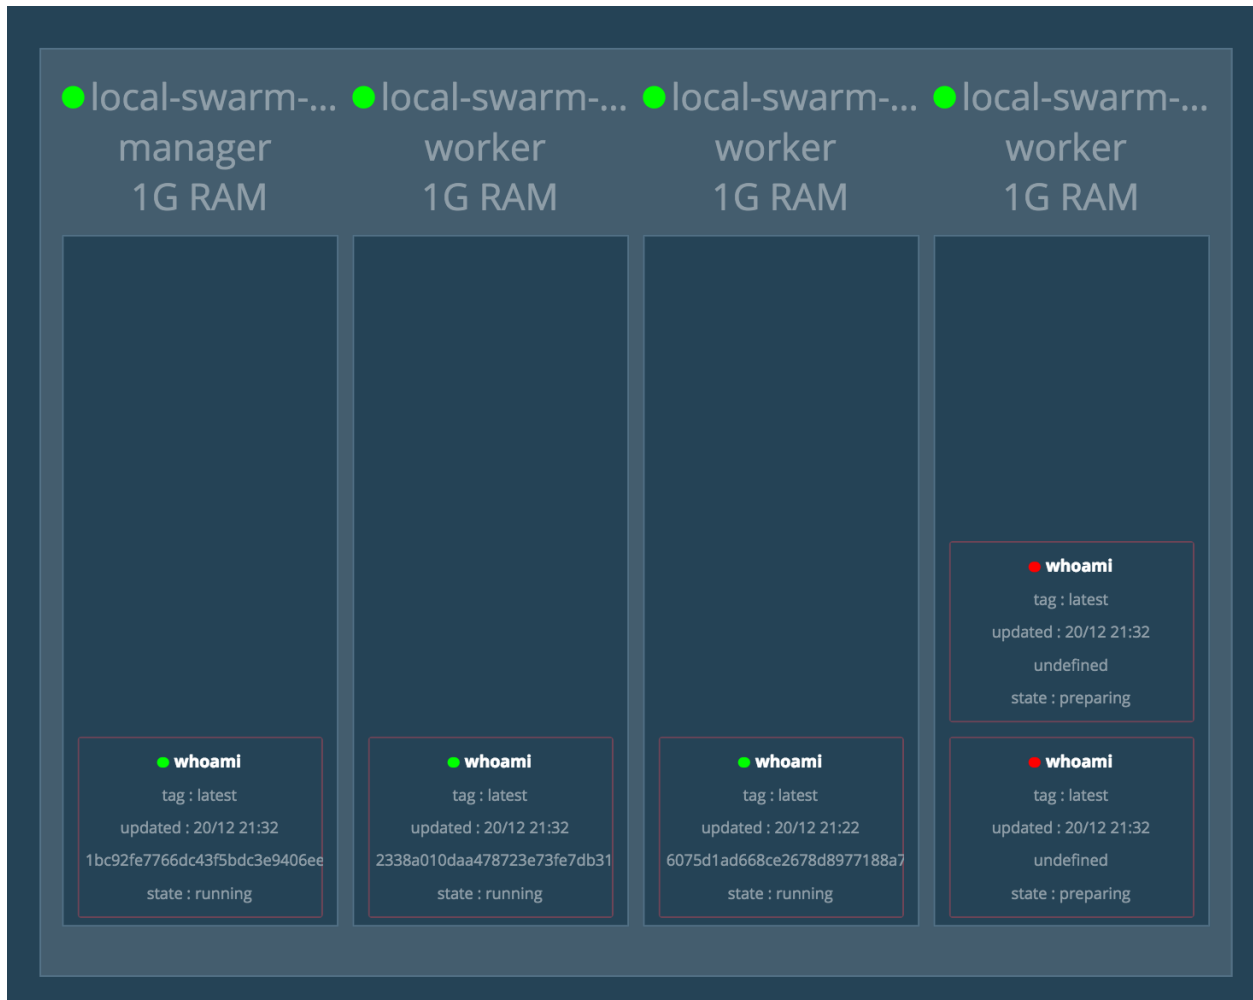 local-swarm-...
manager
1G RAM
whoami
tag : latest
updated : 20/12 21:32
1bc92fe7766dc43f5bdc3e9406ee
state : running
local-swarm-...
worker
1G RAM
whoami
tag : latest
updated : 20/12 21:32
2338a010daa478723e73fe7db31
state : running
local-swarm-...
worker
1G RAM
whoami
tag : latest
updated : 20/12 21:22
6075d1ad668ce2678d8977188a7
state : running
local-swarm-...
worker
1G RAM
whoami
tag : latest
updated : 20/12 21:32
undefined
state : preparing
whoami
tag : latest
updated : 20/12 21:32
undefined
state : preparing